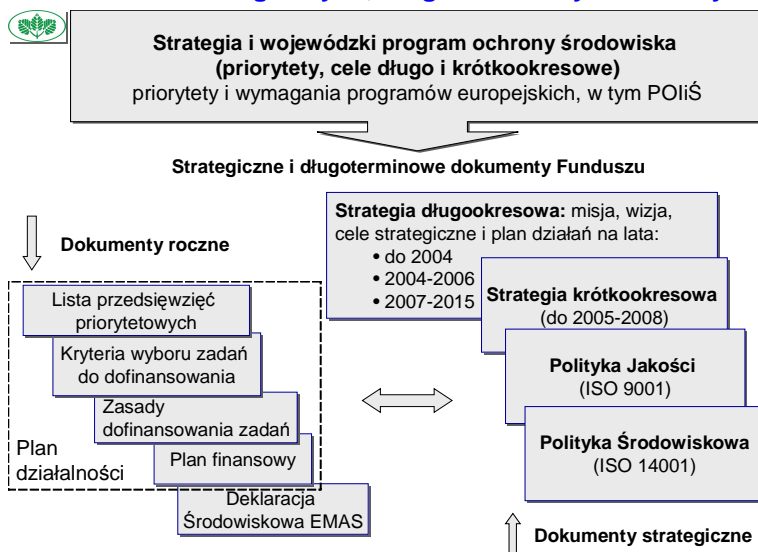 Strategia i wojewódzki program ochrony środowiska
(priorytety, cele długo i krótkookresowe)
priorytety i wymagania programów europejskich, w tym POIiŚ
Strategiczne i długoterminowe dokumenty Funduszu
Dokumenty roczne
Lista przedsięwzięć
priorytetowych
Kryteria wyboru zadań
do dofinansowania
Zasady
dofinansowania zadań
Plan finansowy
Plan
działalności
Deklaracja
Środowiskowa EMAS
Strategia długookresowa: misja, wizja,
cele strategiczne i plan działań na lata:
• do 2004
• 2004-2006
• 2007-2015
Strategia krótkookresowa
(do 2005-2008)
Polityka Jakości
(ISO 9001)
Polityka Środowiskowa
(ISO 14001)
Dokumenty strategiczne